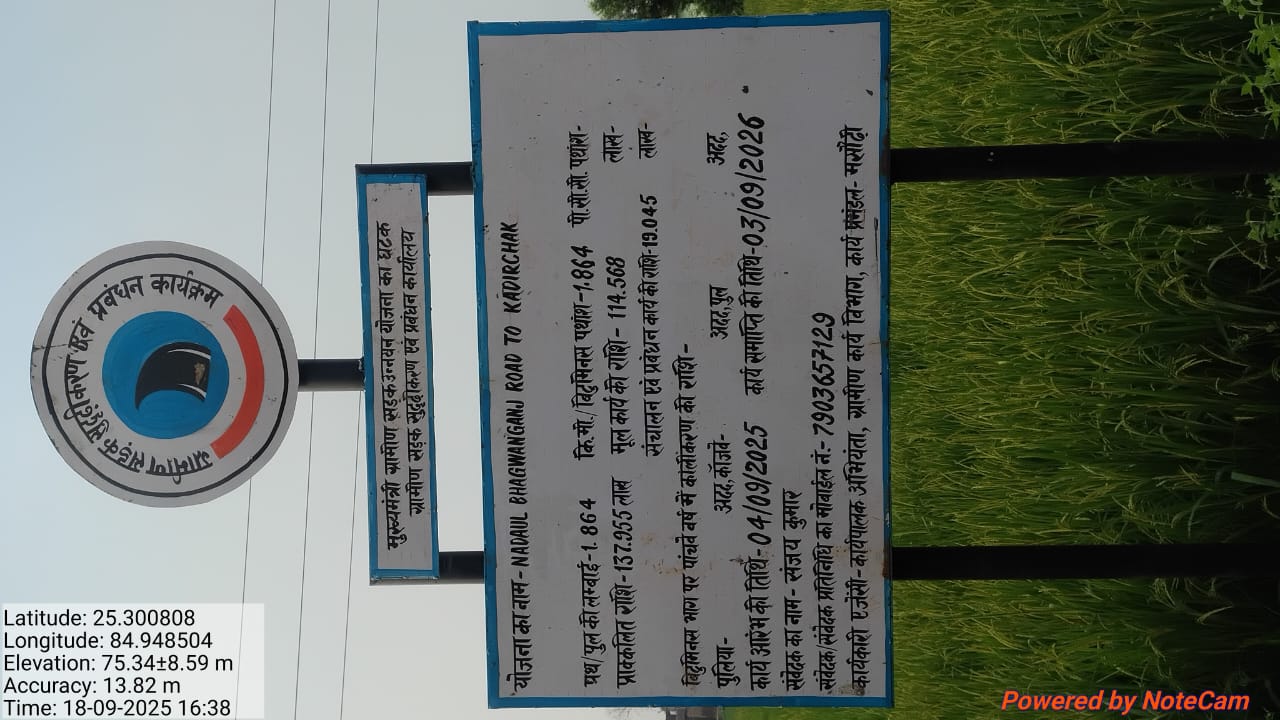 ग्रामीण सड़क सुदृढ़ीकरण एवं प्रबंधन कार्यक्रम
मुख्यमंत्री ग्रामीण सड़क उन्नयन योजना का घटक
ग्रामीण सड़क सुदृढ़ीकरण एवं प्रबंधन कार्यालय
योजना का नाम - NADAUL BHAGWANGANJ ROAD TO KADIRCHAK
पथ/पुल की लम्बाई-1.864 कि.मी./बिटुमिनस पथांश-1.864 पी.सी.सी. पथांश-
प्राक्कलित राशि-137.955 लाख मूल कार्य की राशि - 114.568 लाख-
संचालन एवं प्रबंधन कार्य की राशि-19.045 लाख-
बिटुमिनस भाग पर पांचवे वर्ष में कालीकरण की राशि -
पुलिया- अदद, कॉजवे- अदद,पुल अदद,
कार्य आरंभ की तिथि-04/09/2025 कार्य समाप्ति की तिथि-03/09/2026
संवेदक का नाम - संजय कुमार
संवेदक/संवेदक प्रतिनिधि का मोबाईल नं.- 7903657129
कार्यकारी एजेंसी- कार्यपालक अभियंता, ग्रामीण कार्य विभाग, कार्य प्रमंडल- मसौढ़ी
Latitude: 25.300808
Longitude: 84.948504
Elevation: 75.34±8.59 m
Accuracy: 13.82 m
Time: 18-09-2025 16:38
Powered by NoteCam